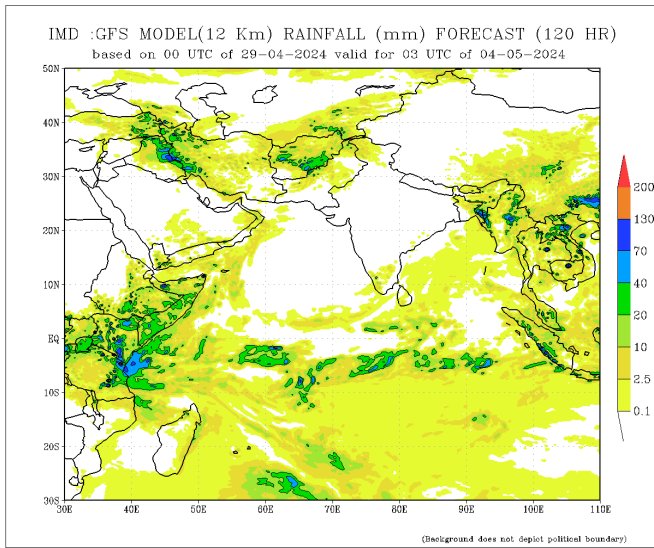 IMD :GFS MODEL(12 Km) RAINFALL (mm) FORECAST (120 HR)
based on 00 UTC of 29-04-2024 valid for 03 UTC of 04-05-2024
50N
40N
30N
20N
10N
EQ
10S
20S
30S
30E 40E 50E 60E 70E 80E 90E 100E 110E
200
130
70
40
20
10
2.5
0.1
(Background does not depict political boundary)